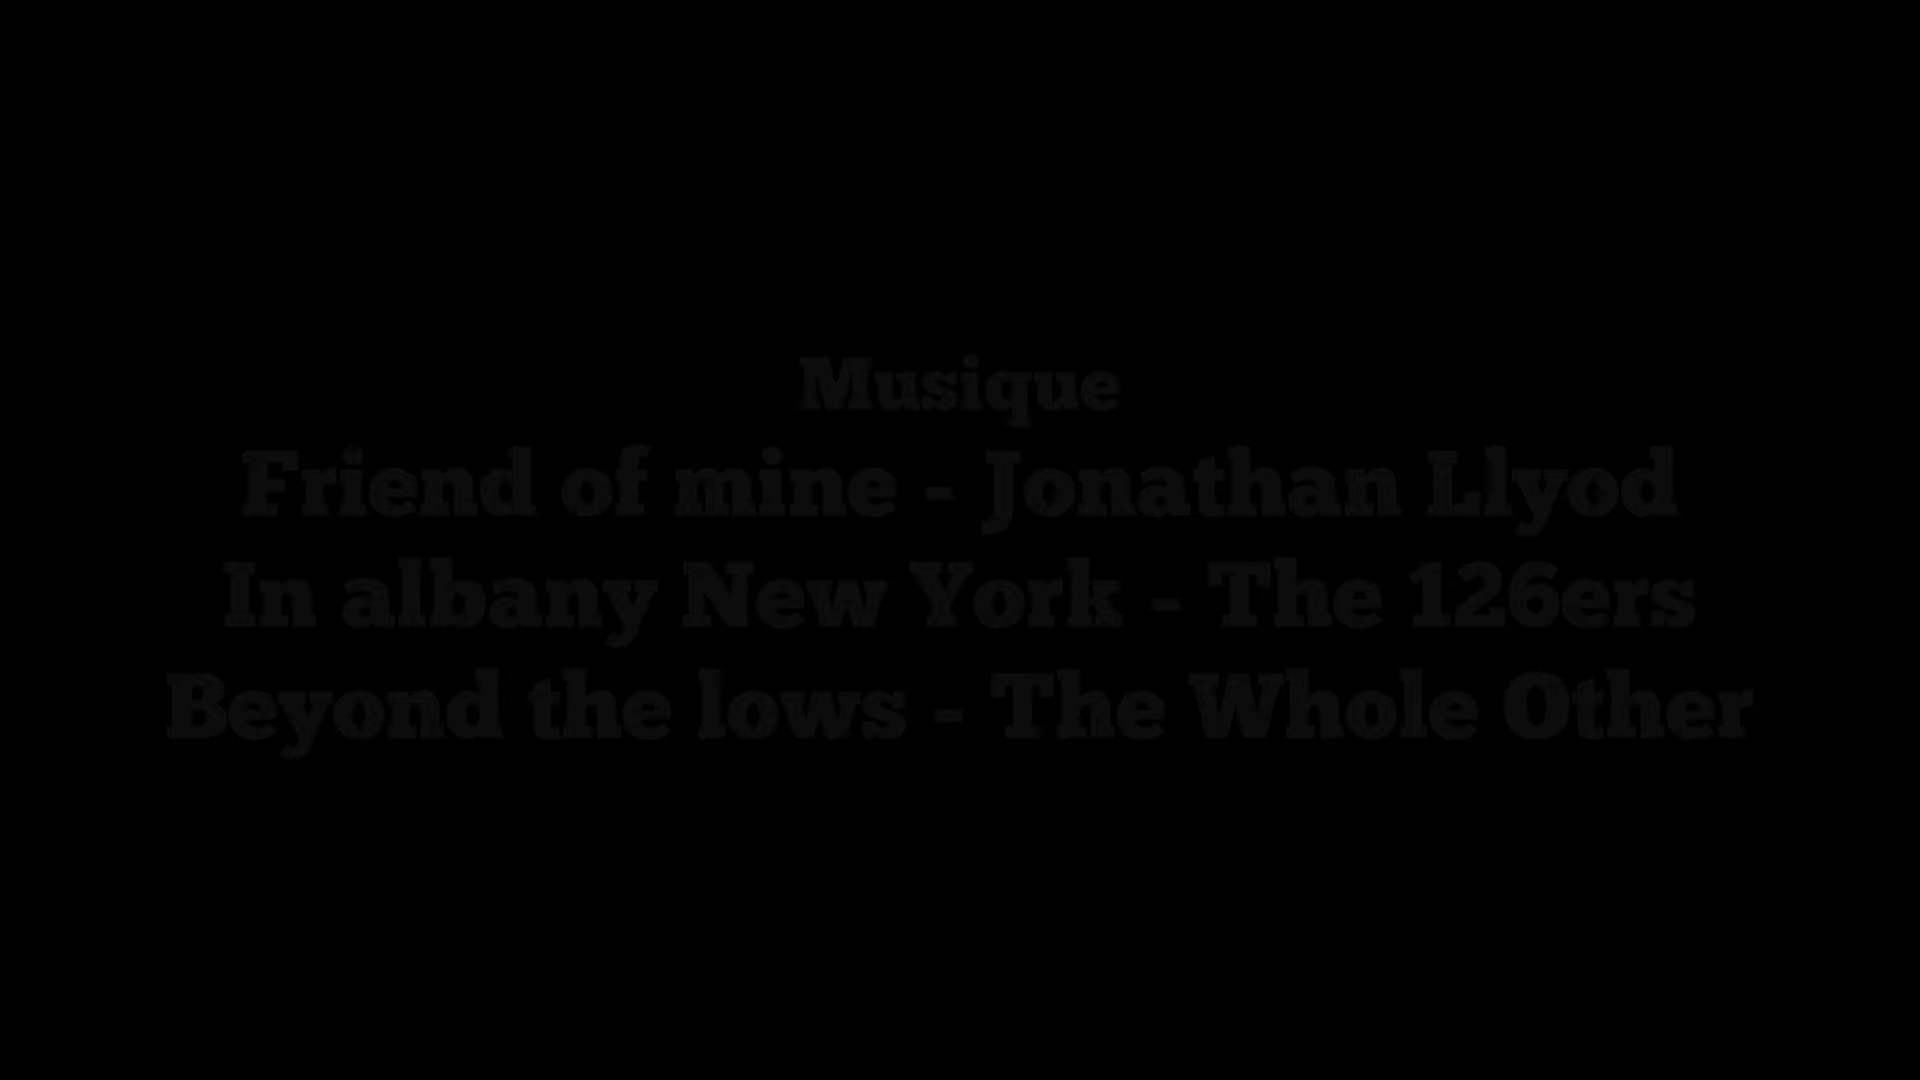 Musique
Friend of mine - Jonathan Llyod
In albany New York - The 126ers
Beyond the lows - The Whole Other